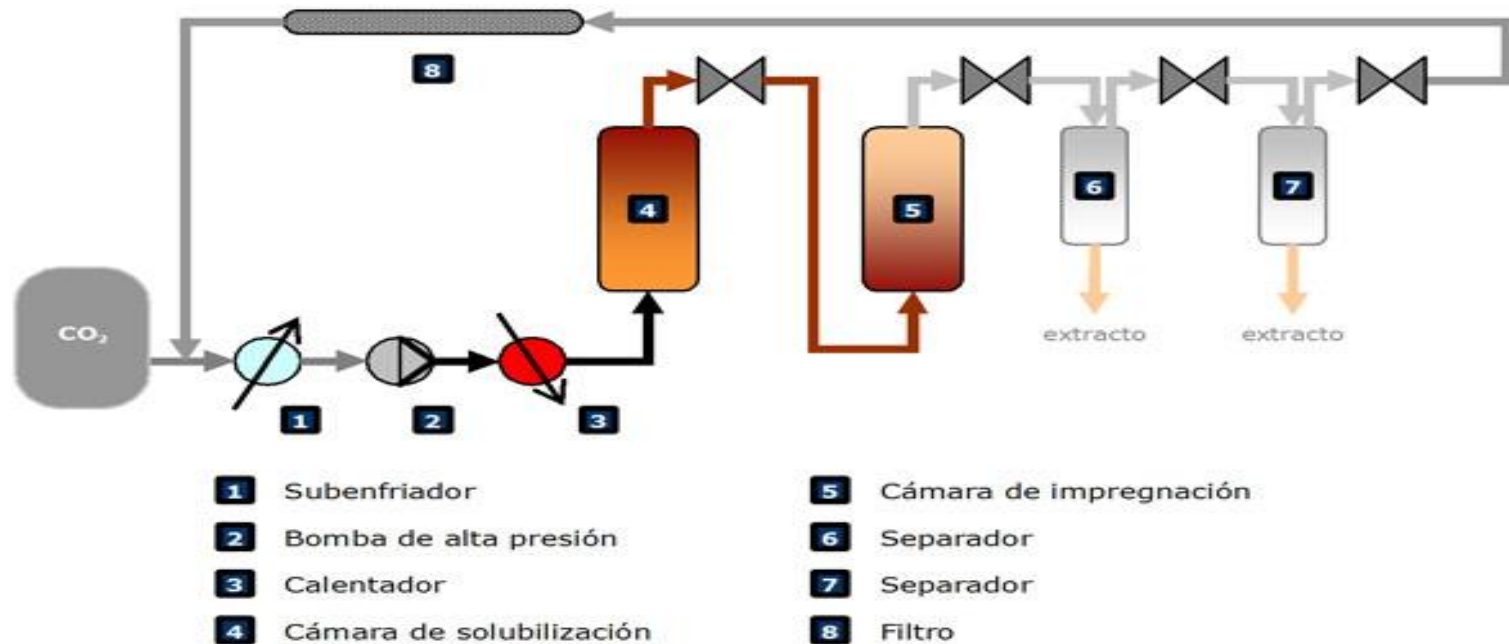 8
4
5
6
7
CO₂
extracto
extracto
1
2
3
1 Subenfriador
2 Bomba de alta presión
3 Calentador
4 Cámara de solubilización
5 Cámara de impregnación
6 Separador
7 Separador
8 Filtro